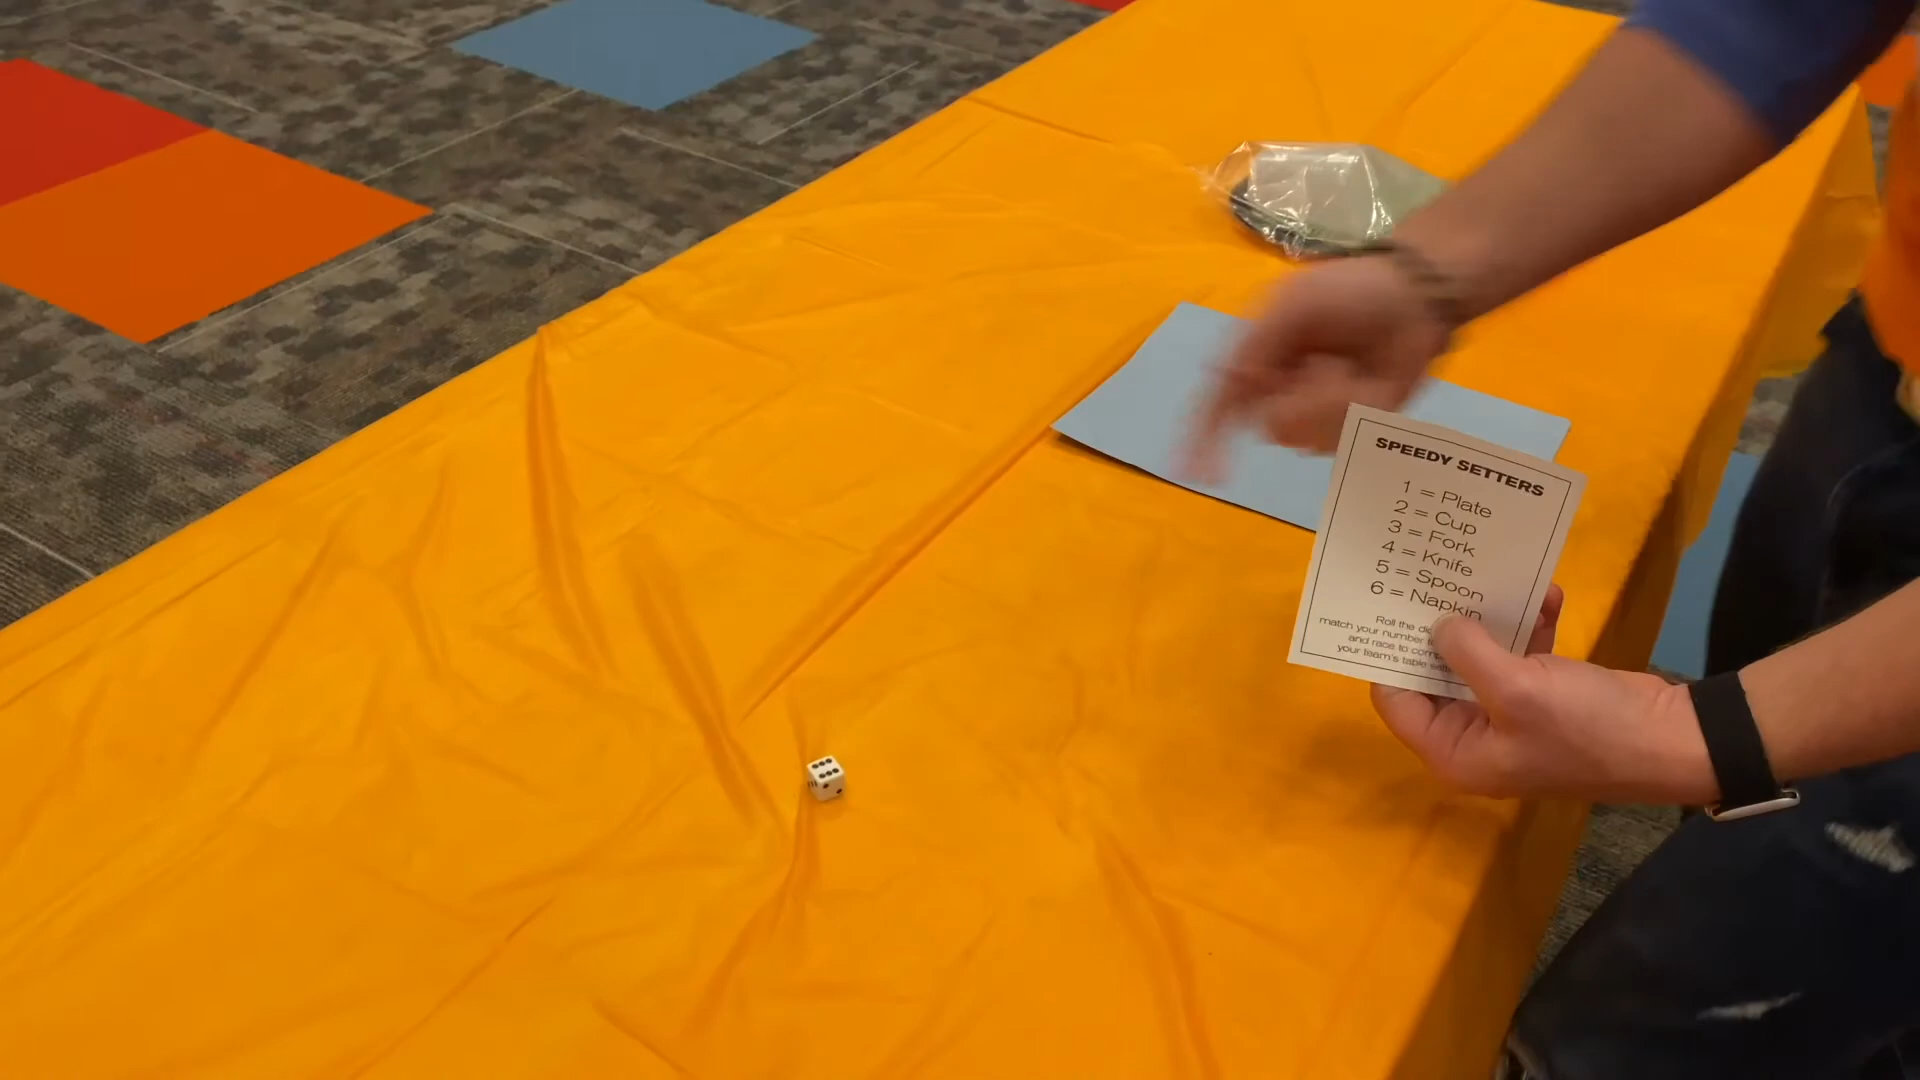 SPEEDY SETTERS
1 = Plate
2 = Cup
3 = Fork
4 = Knife
5 = Spoon
6 = Napkin
Roll the
match your number
and race to
your team's table